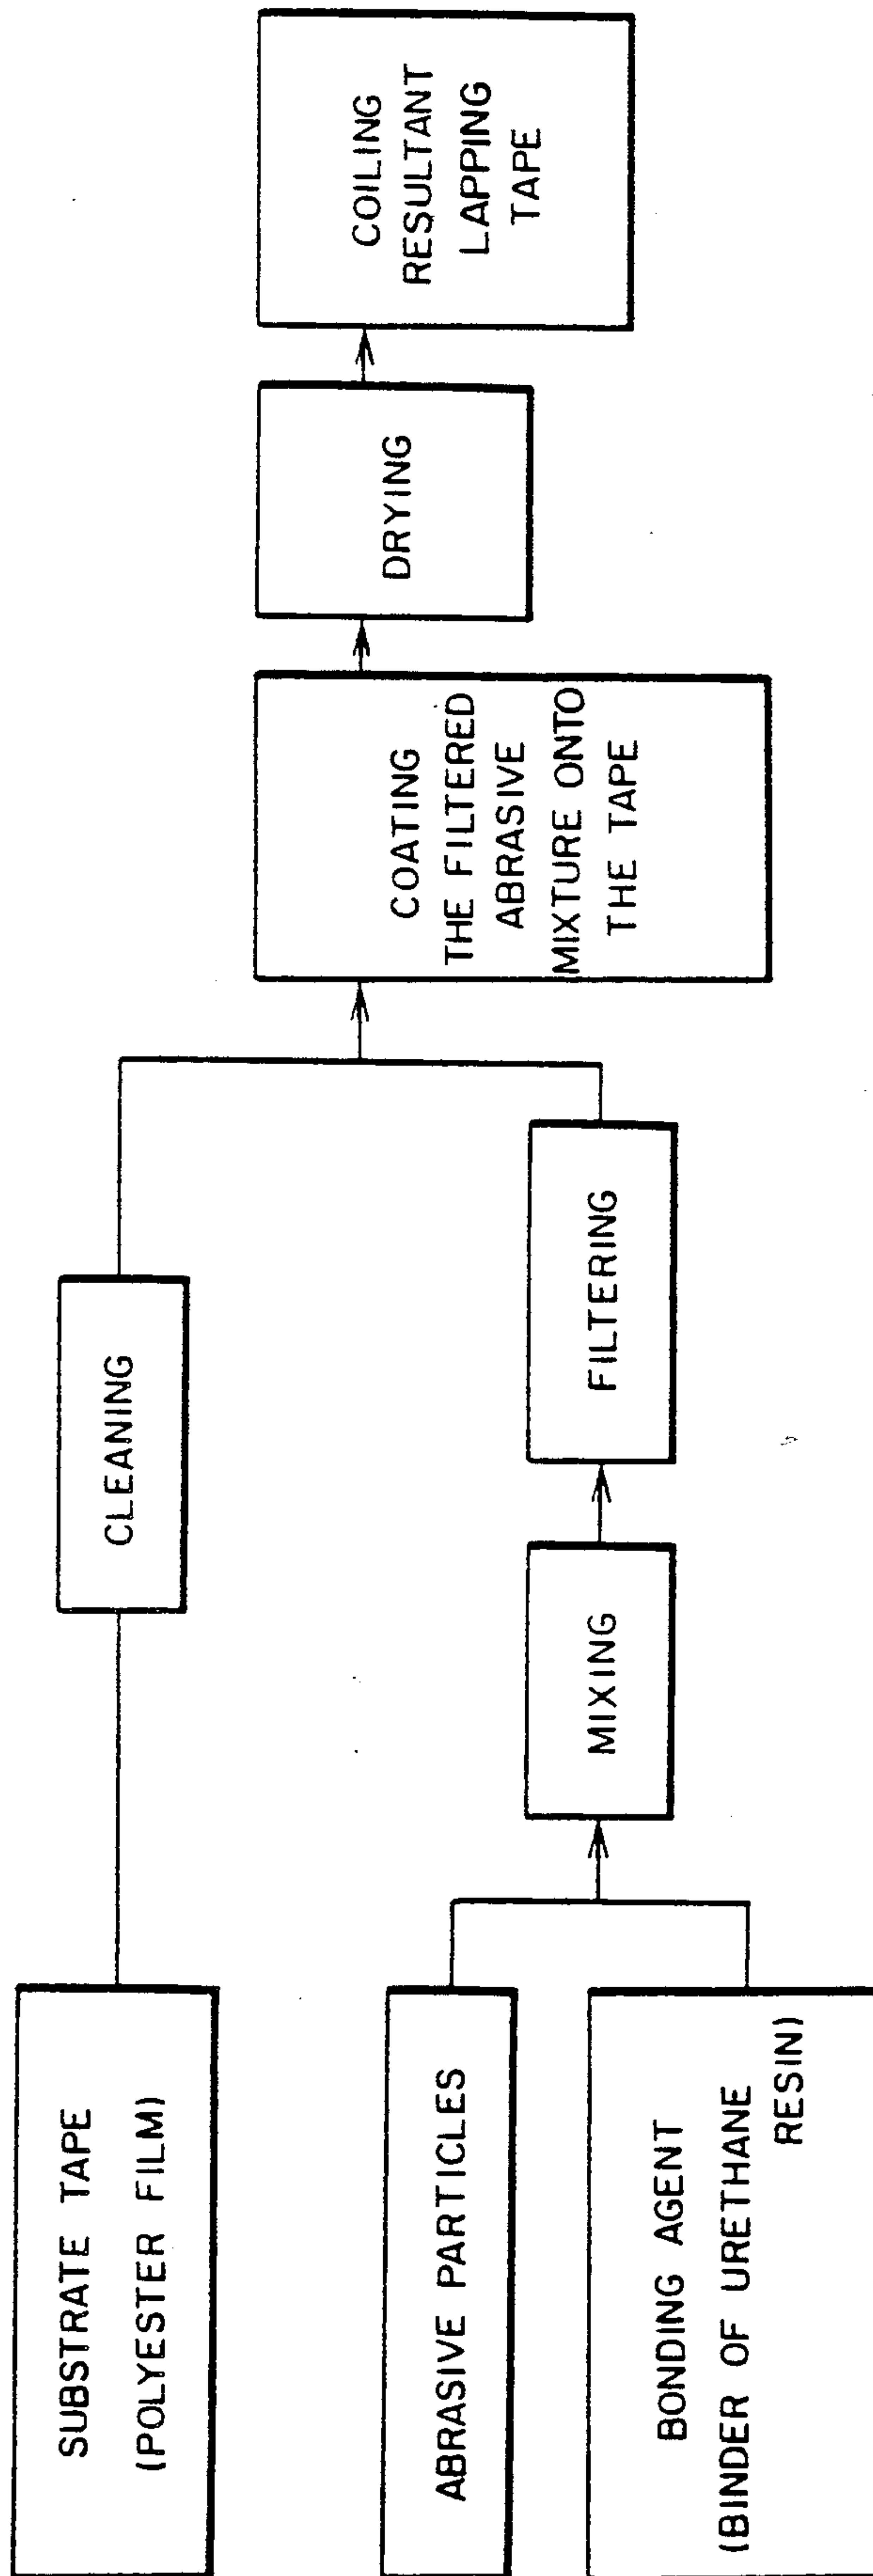 SUBSTRATE TAPE
(POLYESTER FILM)
CLEANING
ABRASIVE PARTICLES
BONDING AGENT
(BINDER OF URETHANE
RESIN)
MIXING
FILTERING
COATING
THE FILTERED
ABRASIVE
MIXTURE ONTO
THE TAPE
DRYING
COILING
RESULTANT
LAPPING
TAPE